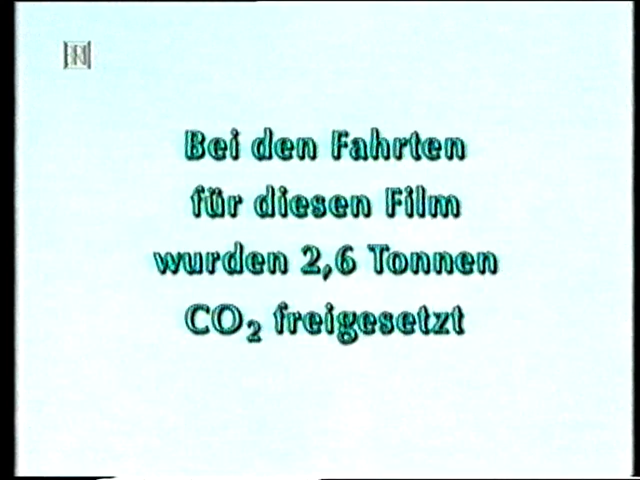 Bei den Fahrten
für diesen Film
wurden 2,6 Tonnen
CO₂ freigesetzt